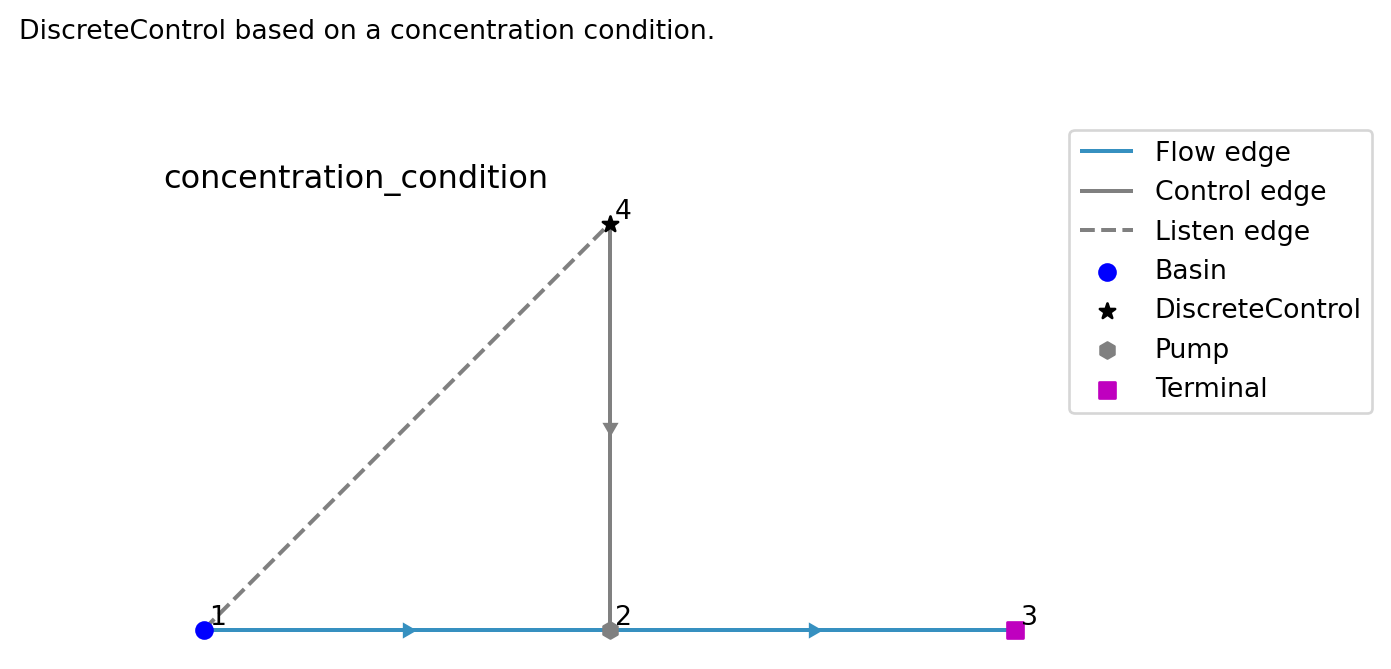 DiscreteControl based on a concentration condition.
concentration_condition
4
1
2
3
Flow edge
Control edge
Listen edge
Basin
DiscreteControl
Pump
Terminal